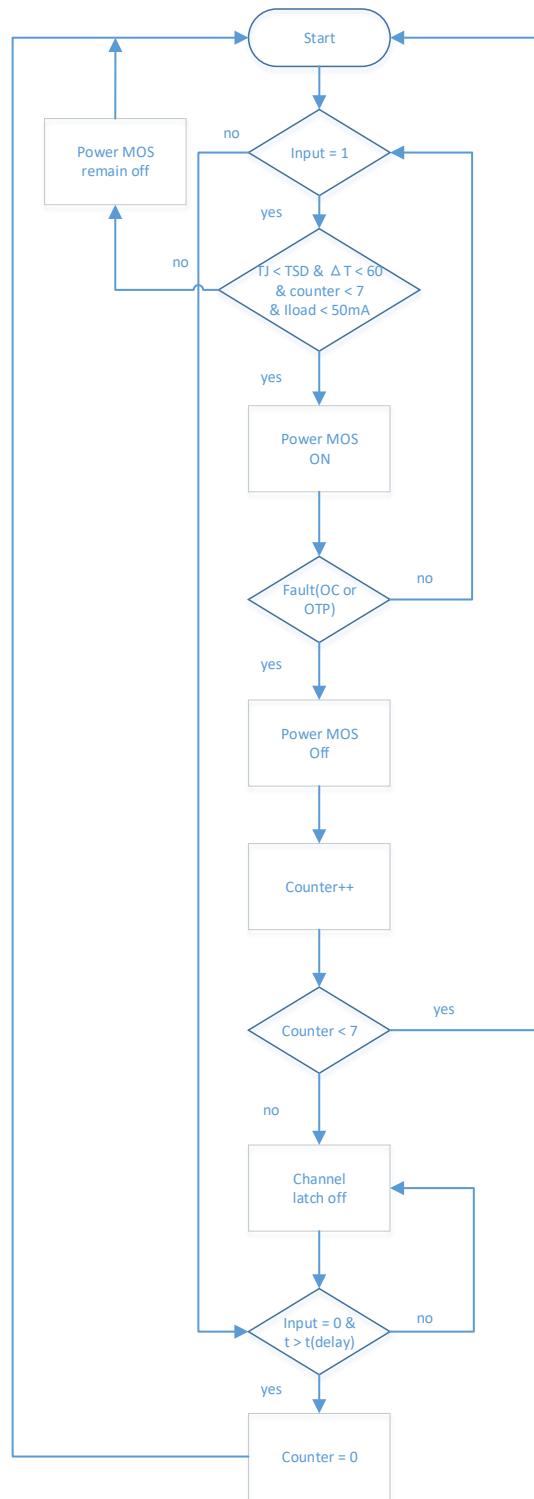 Start
no
Input = 1
Power MOS
remain off
yes
no
TJ < TSD & ΔT < 60
& counter < 7
& Iload < 50mA
yes
Power MOS
ON
Fault(OC or
OTP)
no
yes
Power MOS
Off
Counter++
Counter < 7
yes
no
Channel
latch off
Input = 0 &
t > t(delay)
no
yes
Counter = 0